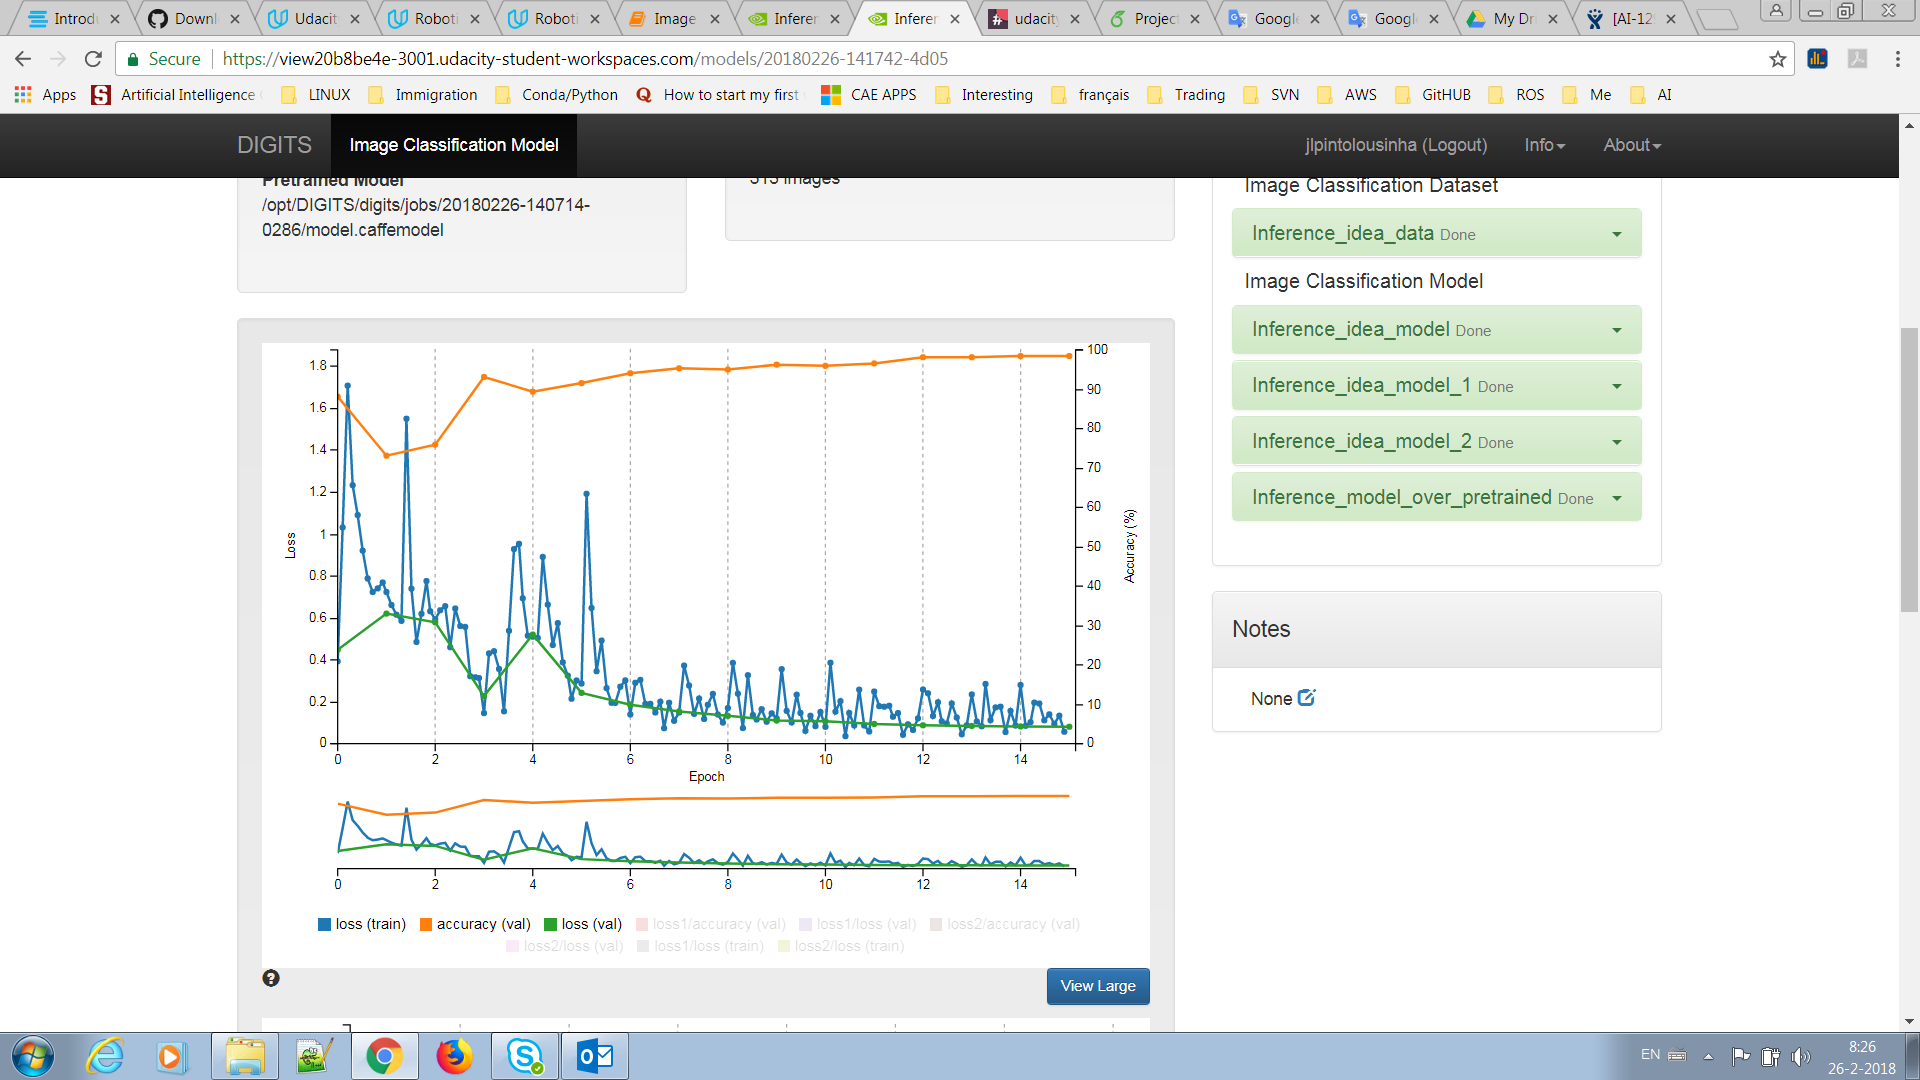 Introdu
Downl
Udacit
Roboti
Roboti
Image
Inferen
Inferen
udacity
Project
Google
Google
My Dri
[AI-12
Secure
https://view20b8be4e-3001.udacity-student-workspaces.com/models/20180226-141742-4d05
Apps
Artificial Intelligence
LINUX
Immigration
Conda/Python
How to start my first
CAE APPS
Interesting
français
Trading
SVN
AWS
GitHUB
ROS
Me
AI
DIGITS
Image Classification Model
jlpintolousinha (Logout)
Info
About
Pretrained Model
/opt/DIGITS/digits/jobs/20180226-140714-
0286/model.caffemodel
313 images
Image Classification Dataset
Inference_idea_data Done
Image Classification Model
Inference_idea_model Done
Inference_idea_model_1 Done
Inference_idea_model_2 Done
Inference_model_over_pretrained Done
Notes
None
Loss
1.8
1.6
1.4
1.2
1
0.8
0.6
0.4
0.2
0
Accuracy (%)
100
90
80
70
60
50
40
30
20
10
0
0 2 4 6 8 10 12 14
Epoch
0 2 4 6 8 10 12 14
loss (train) accuracy (val) loss (val) loss1/accuracy (val) loss1/loss (val) loss2/accuracy (val)
loss2/loss (val) loss1/loss (train) loss2/loss (train)
View Large
EN
8:26
26-2-2018